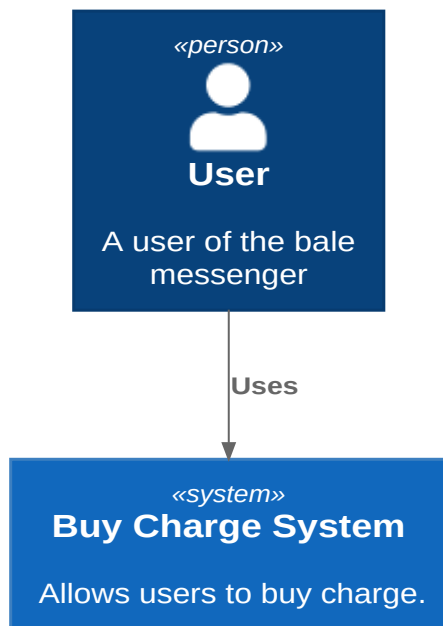 «person»
User
A user of the bale
messenger
Uses
«system»
Buy Charge System
Allows users to buy charge.